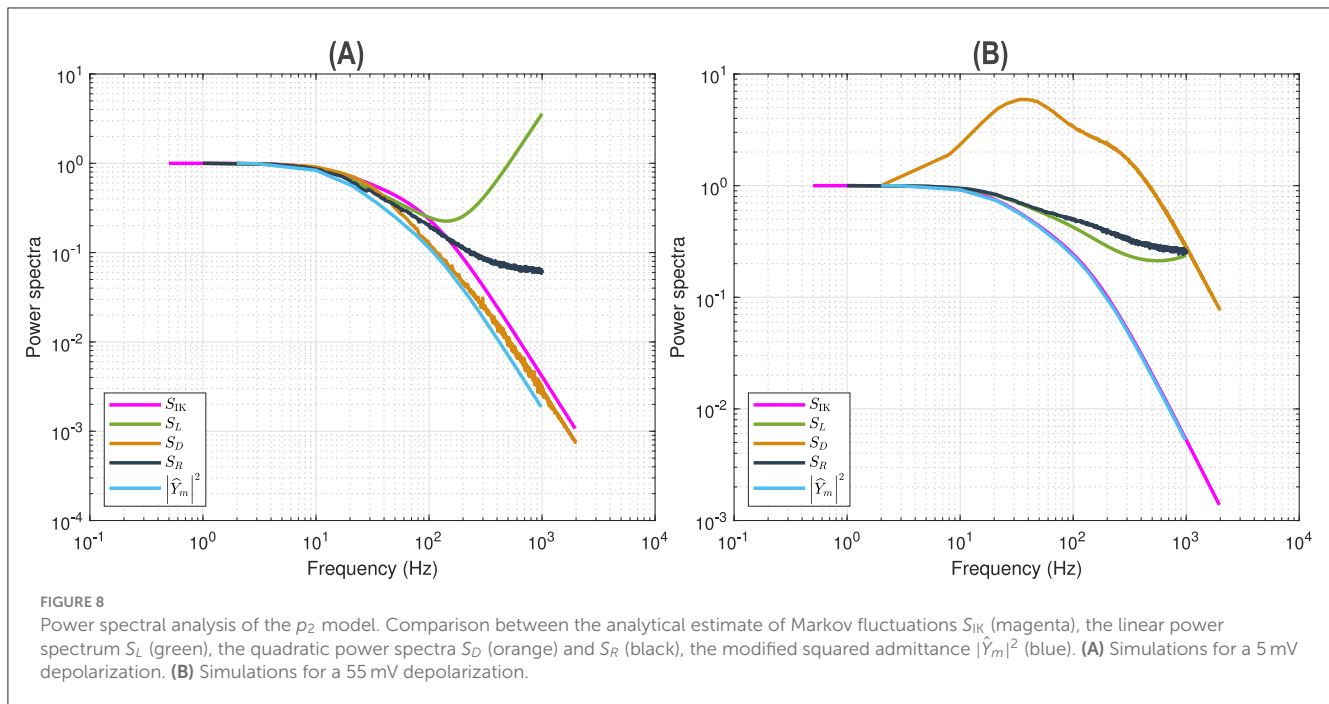 (A)
10^1
10^0
10^-1
10^-2
10^-3
10^-4
Power spectra
10^-1 10^0 10^1 10^2 10^3 10^4
Frequency (Hz)
S_IK
S_L
S_D
S_R
|Ŷ_m|^2
(B)
10^1
10^0
10^-1
10^-2
10^-3
Power spectra
10^-1 10^0 10^1 10^2 10^3 10^4
Frequency (Hz)
S_IK
S_L
S_D
S_R
|Ŷ_m|^2
FIGURE 8
Power spectral analysis of the p_2 model. Comparison between the analytical estimate of Markov fluctuations S_IK (magenta), the linear power
spectrum S_L (green), the quadratic power spectra S_D (orange) and S_R (black), the modified squared admittance |Ŷ_m|^2 (blue). (A) Simulations for a 5 mV
depolarization. (B) Simulations for a 55 mV depolarization.